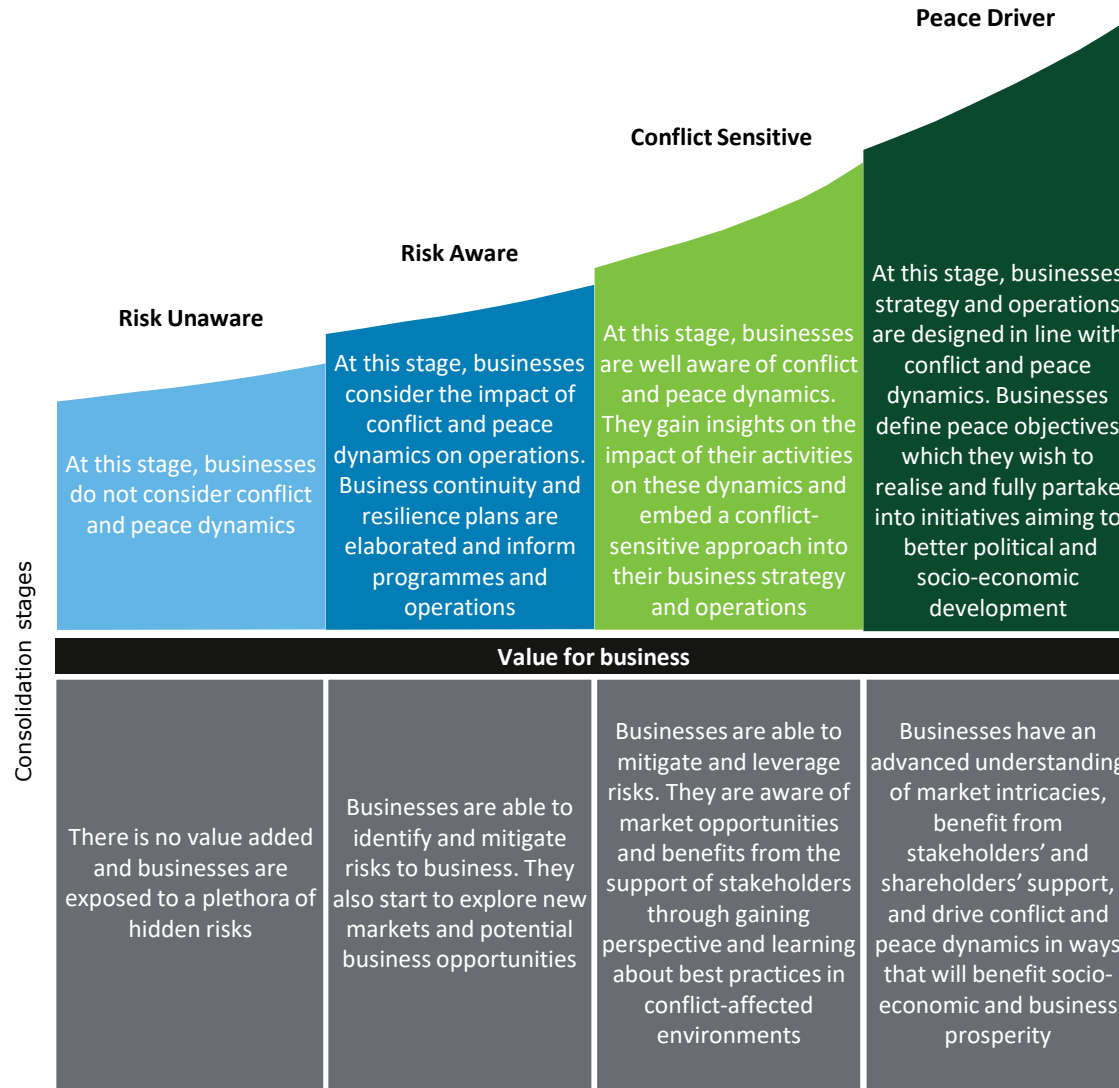 Peace Driver
Conflict Sensitive
Risk Aware
Risk Unaware
At this stage, businesses
do not consider conflict
and peace dynamics
At this stage, businesses
consider the impact of
conflict and peace
dynamics on operations.
Business continuity and
resilience plans are
elaborated and inform
programmes and
operations
At this stage, businesses
are well aware of conflict
and peace dynamics.
They gain insights on the
impact of their activities
on these dynamics and
embed a conflict-
sensitive approach into
their business strategy
and operations
At this stage, businesses
strategy and operations
are designed in line with
conflict and peace
dynamics. Businesses
define peace objectives
which they wish to
realise and fully partake
into initiatives aiming to
better political and
socio-economic
development
Consolidation stages
Value for business
There is no value added
and businesses are
exposed to a plethora of
hidden risks
Businesses are able to
identify and mitigate
risks to business. They
also start to explore new
markets and potential
business opportunities
Businesses are able to
mitigate and leverage
risks. They are aware of
market opportunities
and benefits from the
support of stakeholders
through gaining
perspective and learning
about best practices in
conflict-affected
environments
Businesses have an
advanced understanding
of market intricacies,
benefit from
stakeholders’ and
shareholders’ support,
and drive conflict and
peace dynamics in ways
that will benefit socio-
economic and business
prosperity